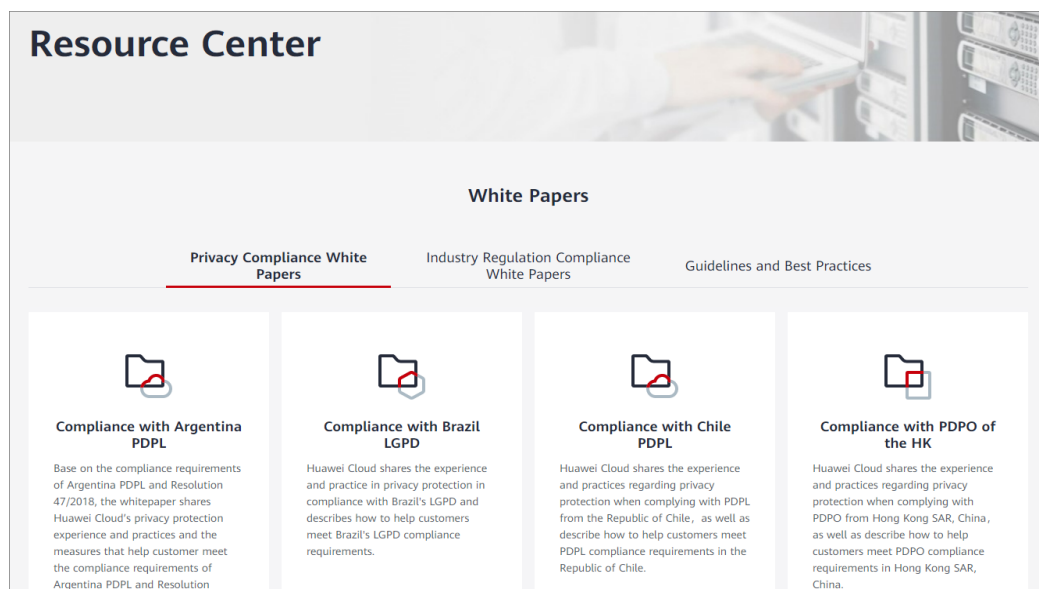 Resource Center
White Papers
Privacy Compliance White
Papers
Industry Regulation Compliance
White Papers
Guidelines and Best Practices
Compliance with Argentina
PDPL
Base on the compliance requirements
of Argentina PDPL and Resolution
47/2018, the whitepaper shares
Huawei Cloud's privacy protection
experience and practices and the
measures that help customer meet
the compliance requirements of
Argentina PDPL and Resolution
Compliance with Brazil
LGPD
Huawei Cloud shares the experience
and practice in privacy protection in
compliance with Brazil's LGPD and
describes how to help customers
meet Brazil's LGPD compliance
requirements.
Compliance with Chile
PDPL
Huawei Cloud shares the experience
and practices regarding privacy
protection when complying with PDPL
from the Republic of Chile，as well as
describe how to help customers meet
PDPL compliance requirements in the
Republic of Chile.
Compliance with PDPO of
the HK
Huawei Cloud shares the experience
and practices regarding privacy
protection when complying with
PDPO from Hong Kong SAR, China，
as well as describe how to help
customers meet PDPO compliance
requirements in Hong Kong SAR,
China.